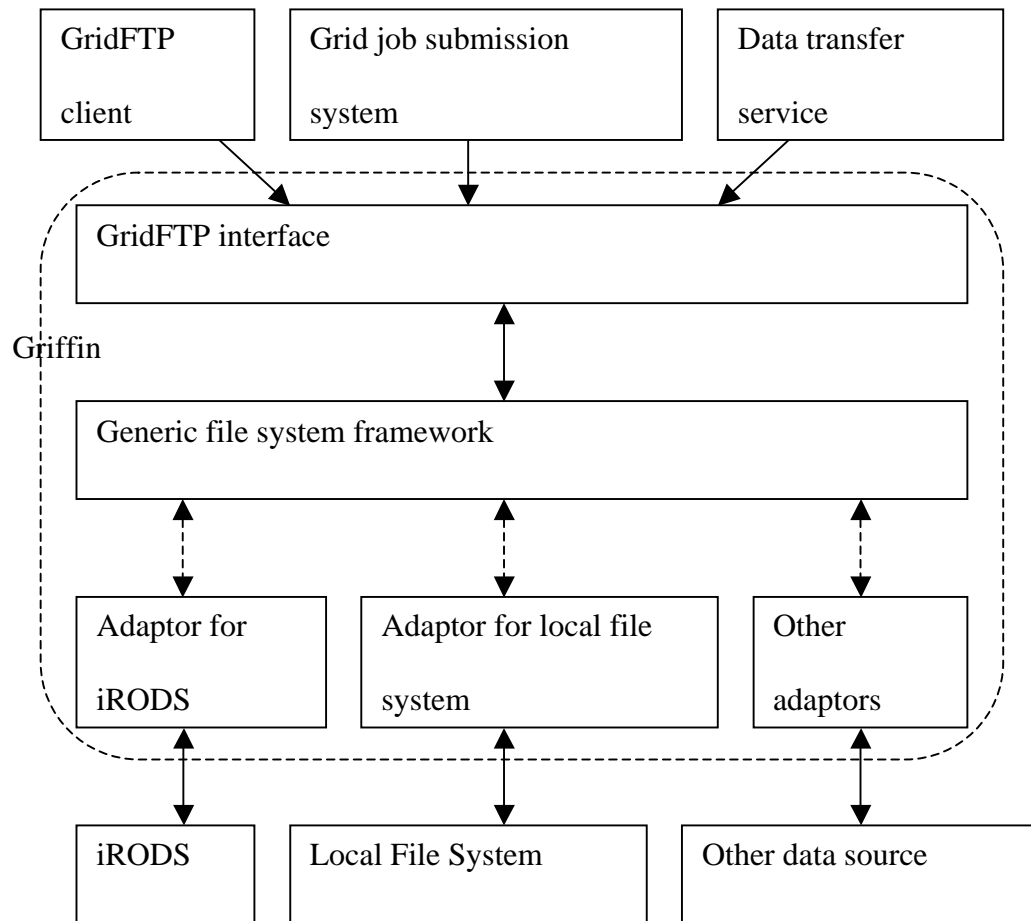 GridFTP
client
Grid job submission
system
Data transfer
service
GridFTP interface
Griffin
Generic file system framework
Adaptor for
iRODS
Adaptor for local file
system
Other
adaptors
iRODS
Local File System
Other data source